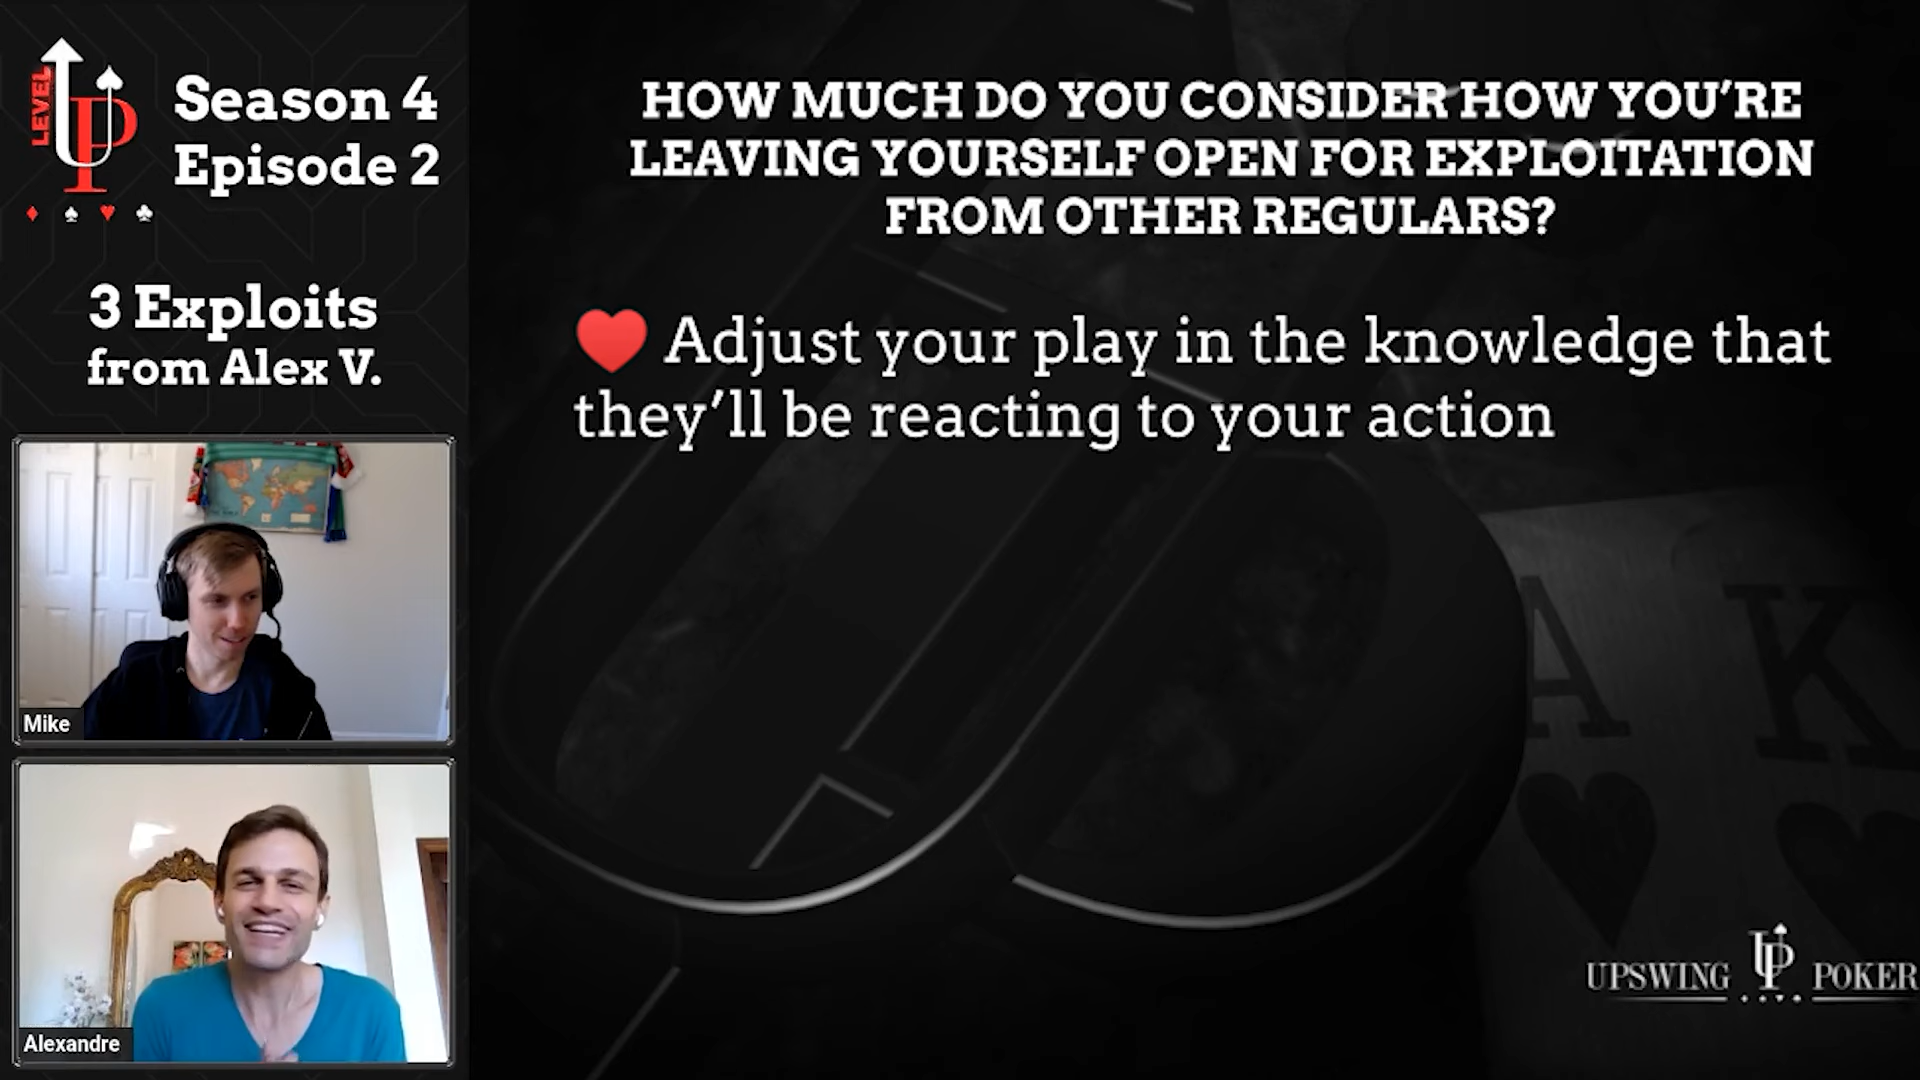 LEVEL
UP
Season 4
Episode 2
3 Exploits
from Alex V.
Mike
Alexandre
HOW MUCH DO YOU CONSIDER HOW YOU’RE
LEAVING YOURSELF OPEN FOR EXPLOITATION
FROM OTHER REGULARS?
Adjust your play in the knowledge that
they’ll be reacting to your action
A K
UPSWING UP POKER